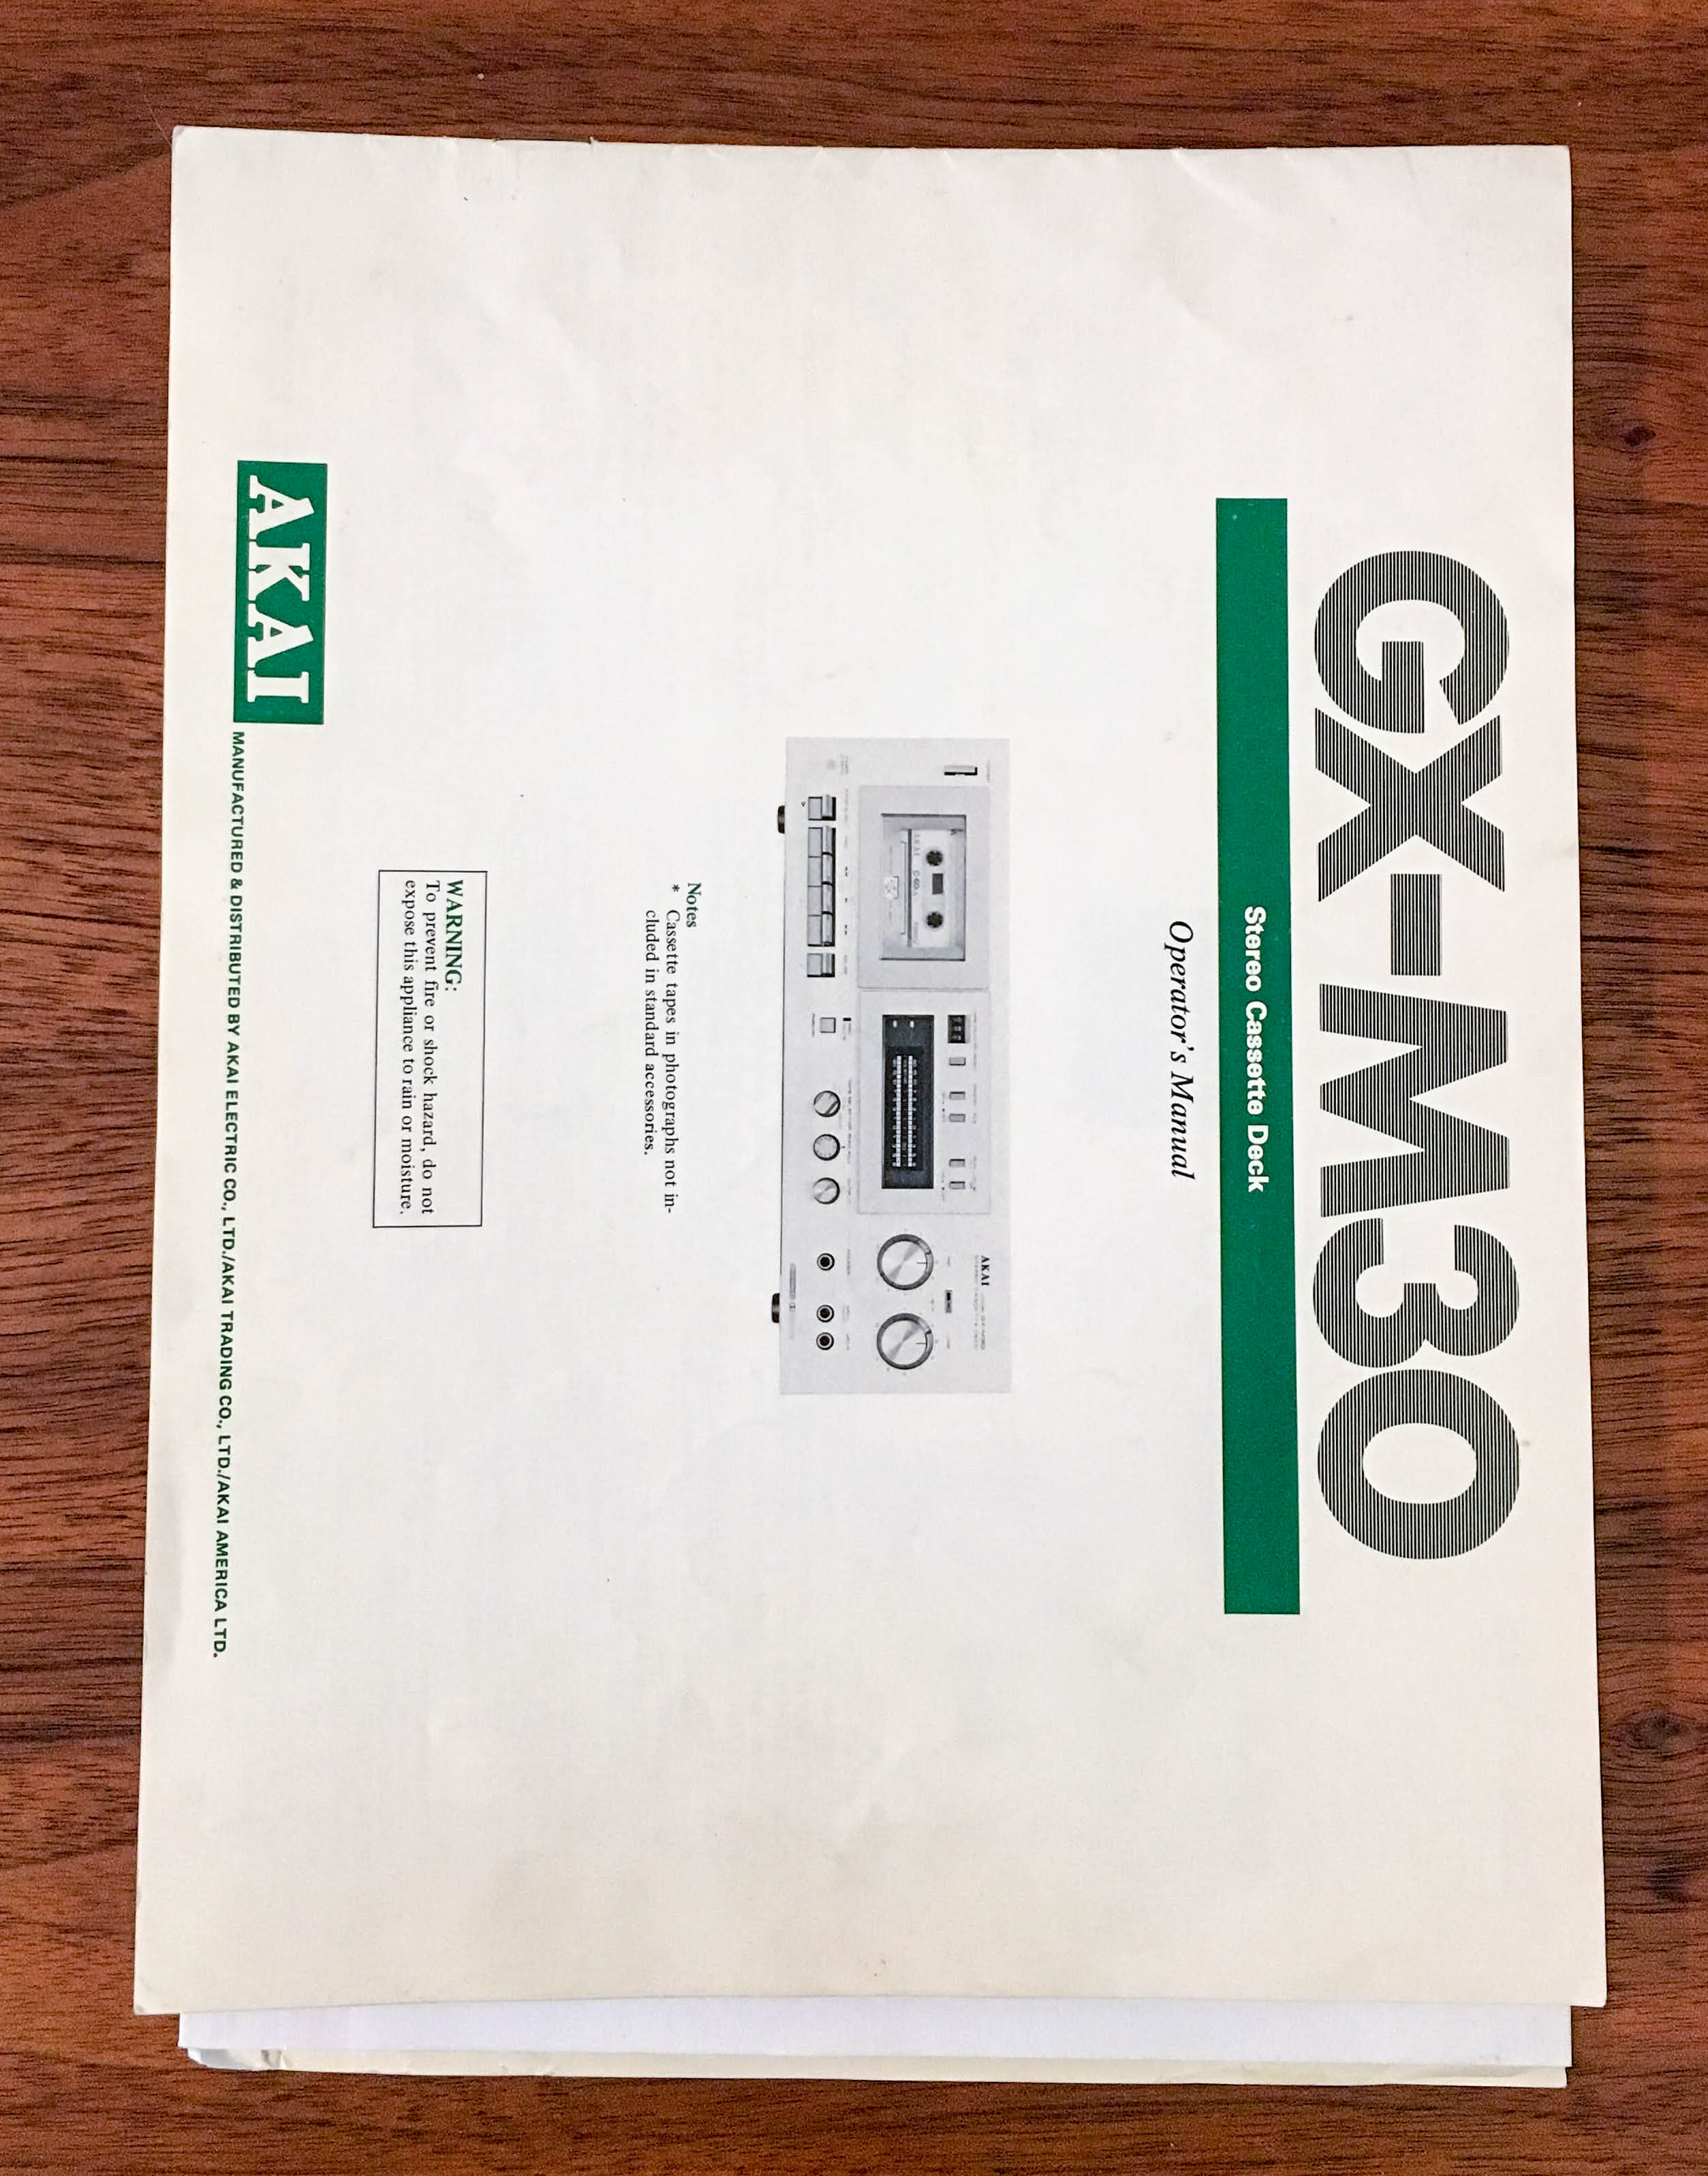 GX-M30
Stereo Cassette Deck
Operator's Manual
AKAI
C-60
Notes
* Cassette tapes in photographs not in-
cluded in standard accessories.
WARNING:
To prevent fire or shock hazard, do not
expose this appliance to rain or moisture.
AKAI
MANUFACTURED & DISTRIBUTED BY AKAI ELECTRIC CO., LTD./AKAI TRADING CO., LTD./AKAI AMERICA LTD.